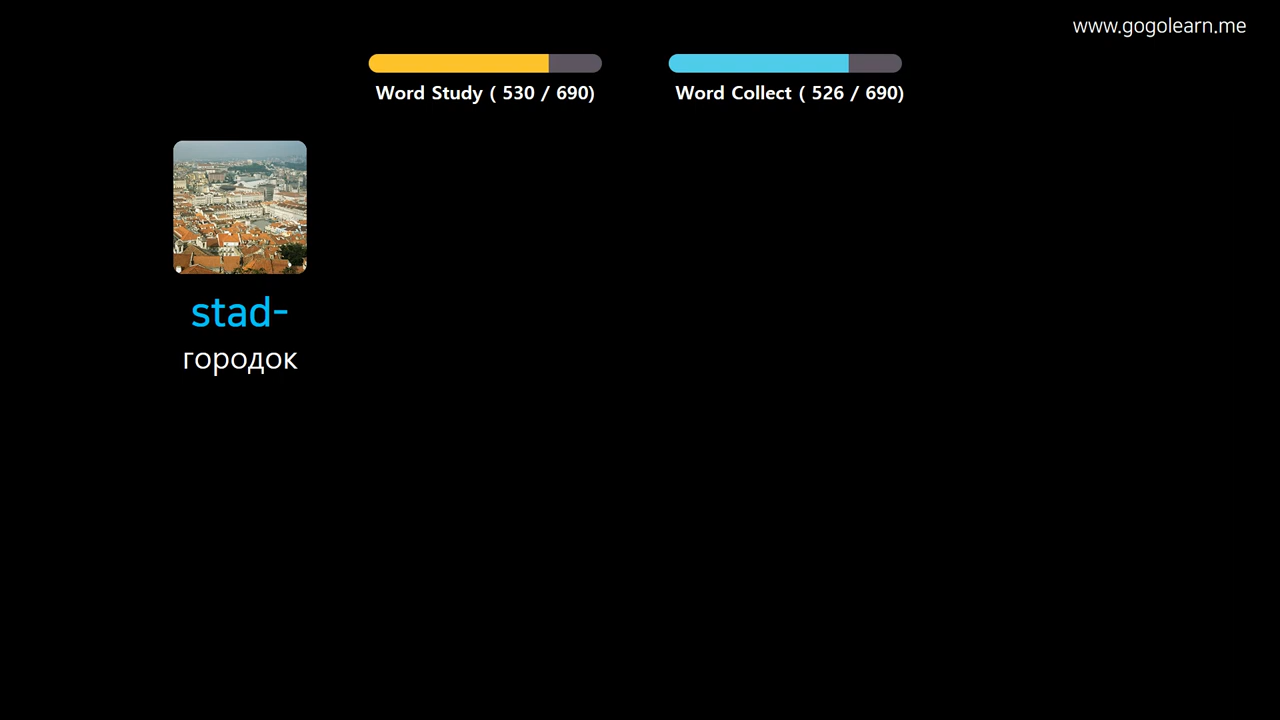 www.gogolearn.me
Word Study ( 530 / 690)
Word Collect ( 526 / 690)
stad-
городок